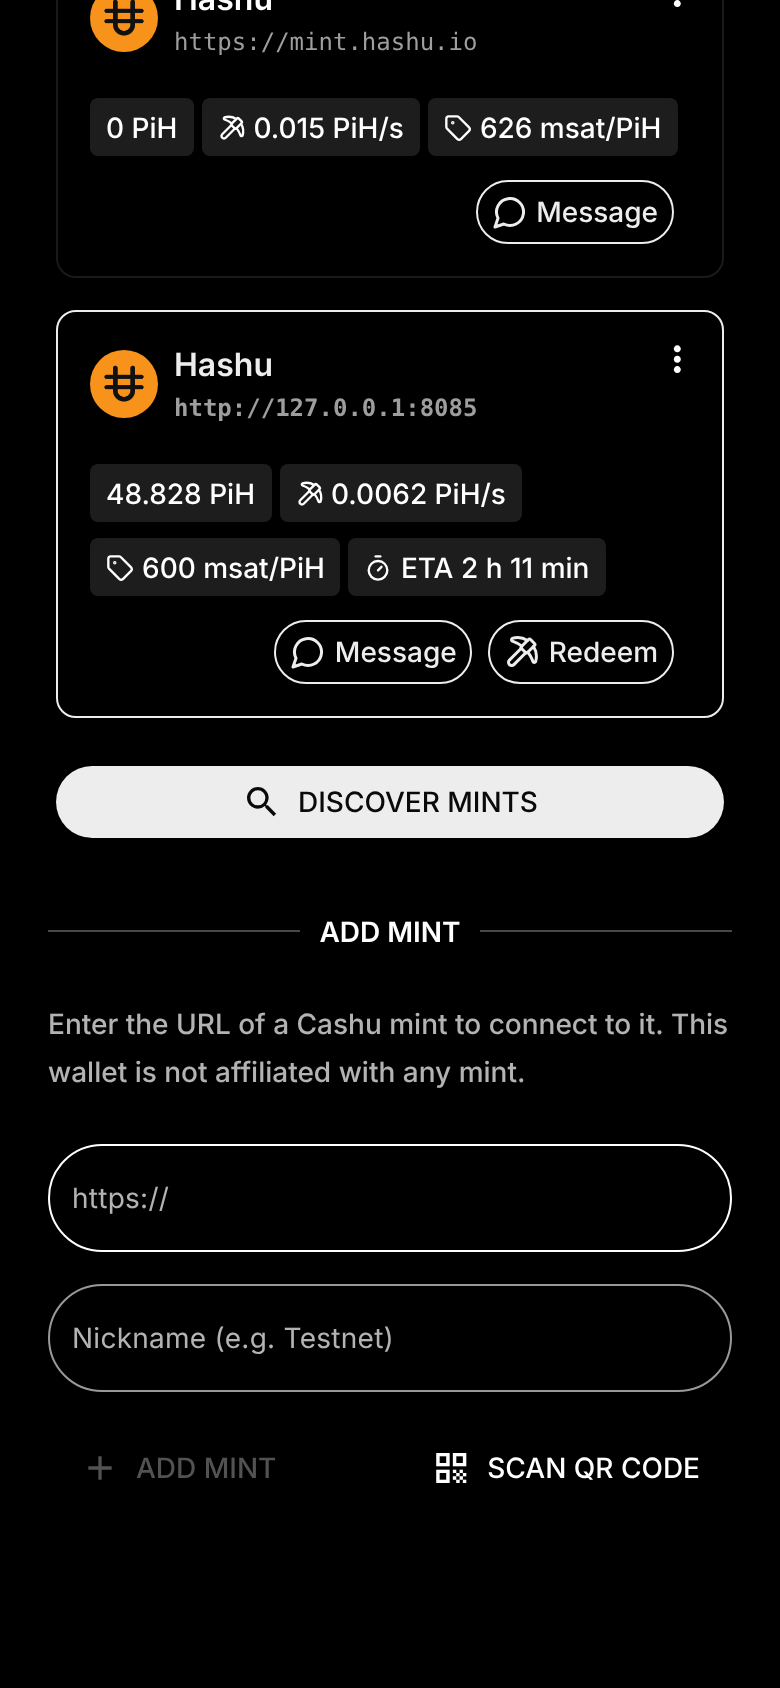 Hashu
https://mint.hashu.io
0 PiH 0.015 PiH/s 626 msat/PiH
Message
Hashu
http://127.0.0.1:8085
48.828 PiH 0.0062 PiH/s
600 msat/PiH ETA 2 h 11 min
Message Redeem
DISCOVER MINTS
ADD MINT
Enter the URL of a Cashu mint to connect to it. This
wallet is not affiliated with any mint.
https://
Nickname (e.g. Testnet)
ADD MINT SCAN QR CODE